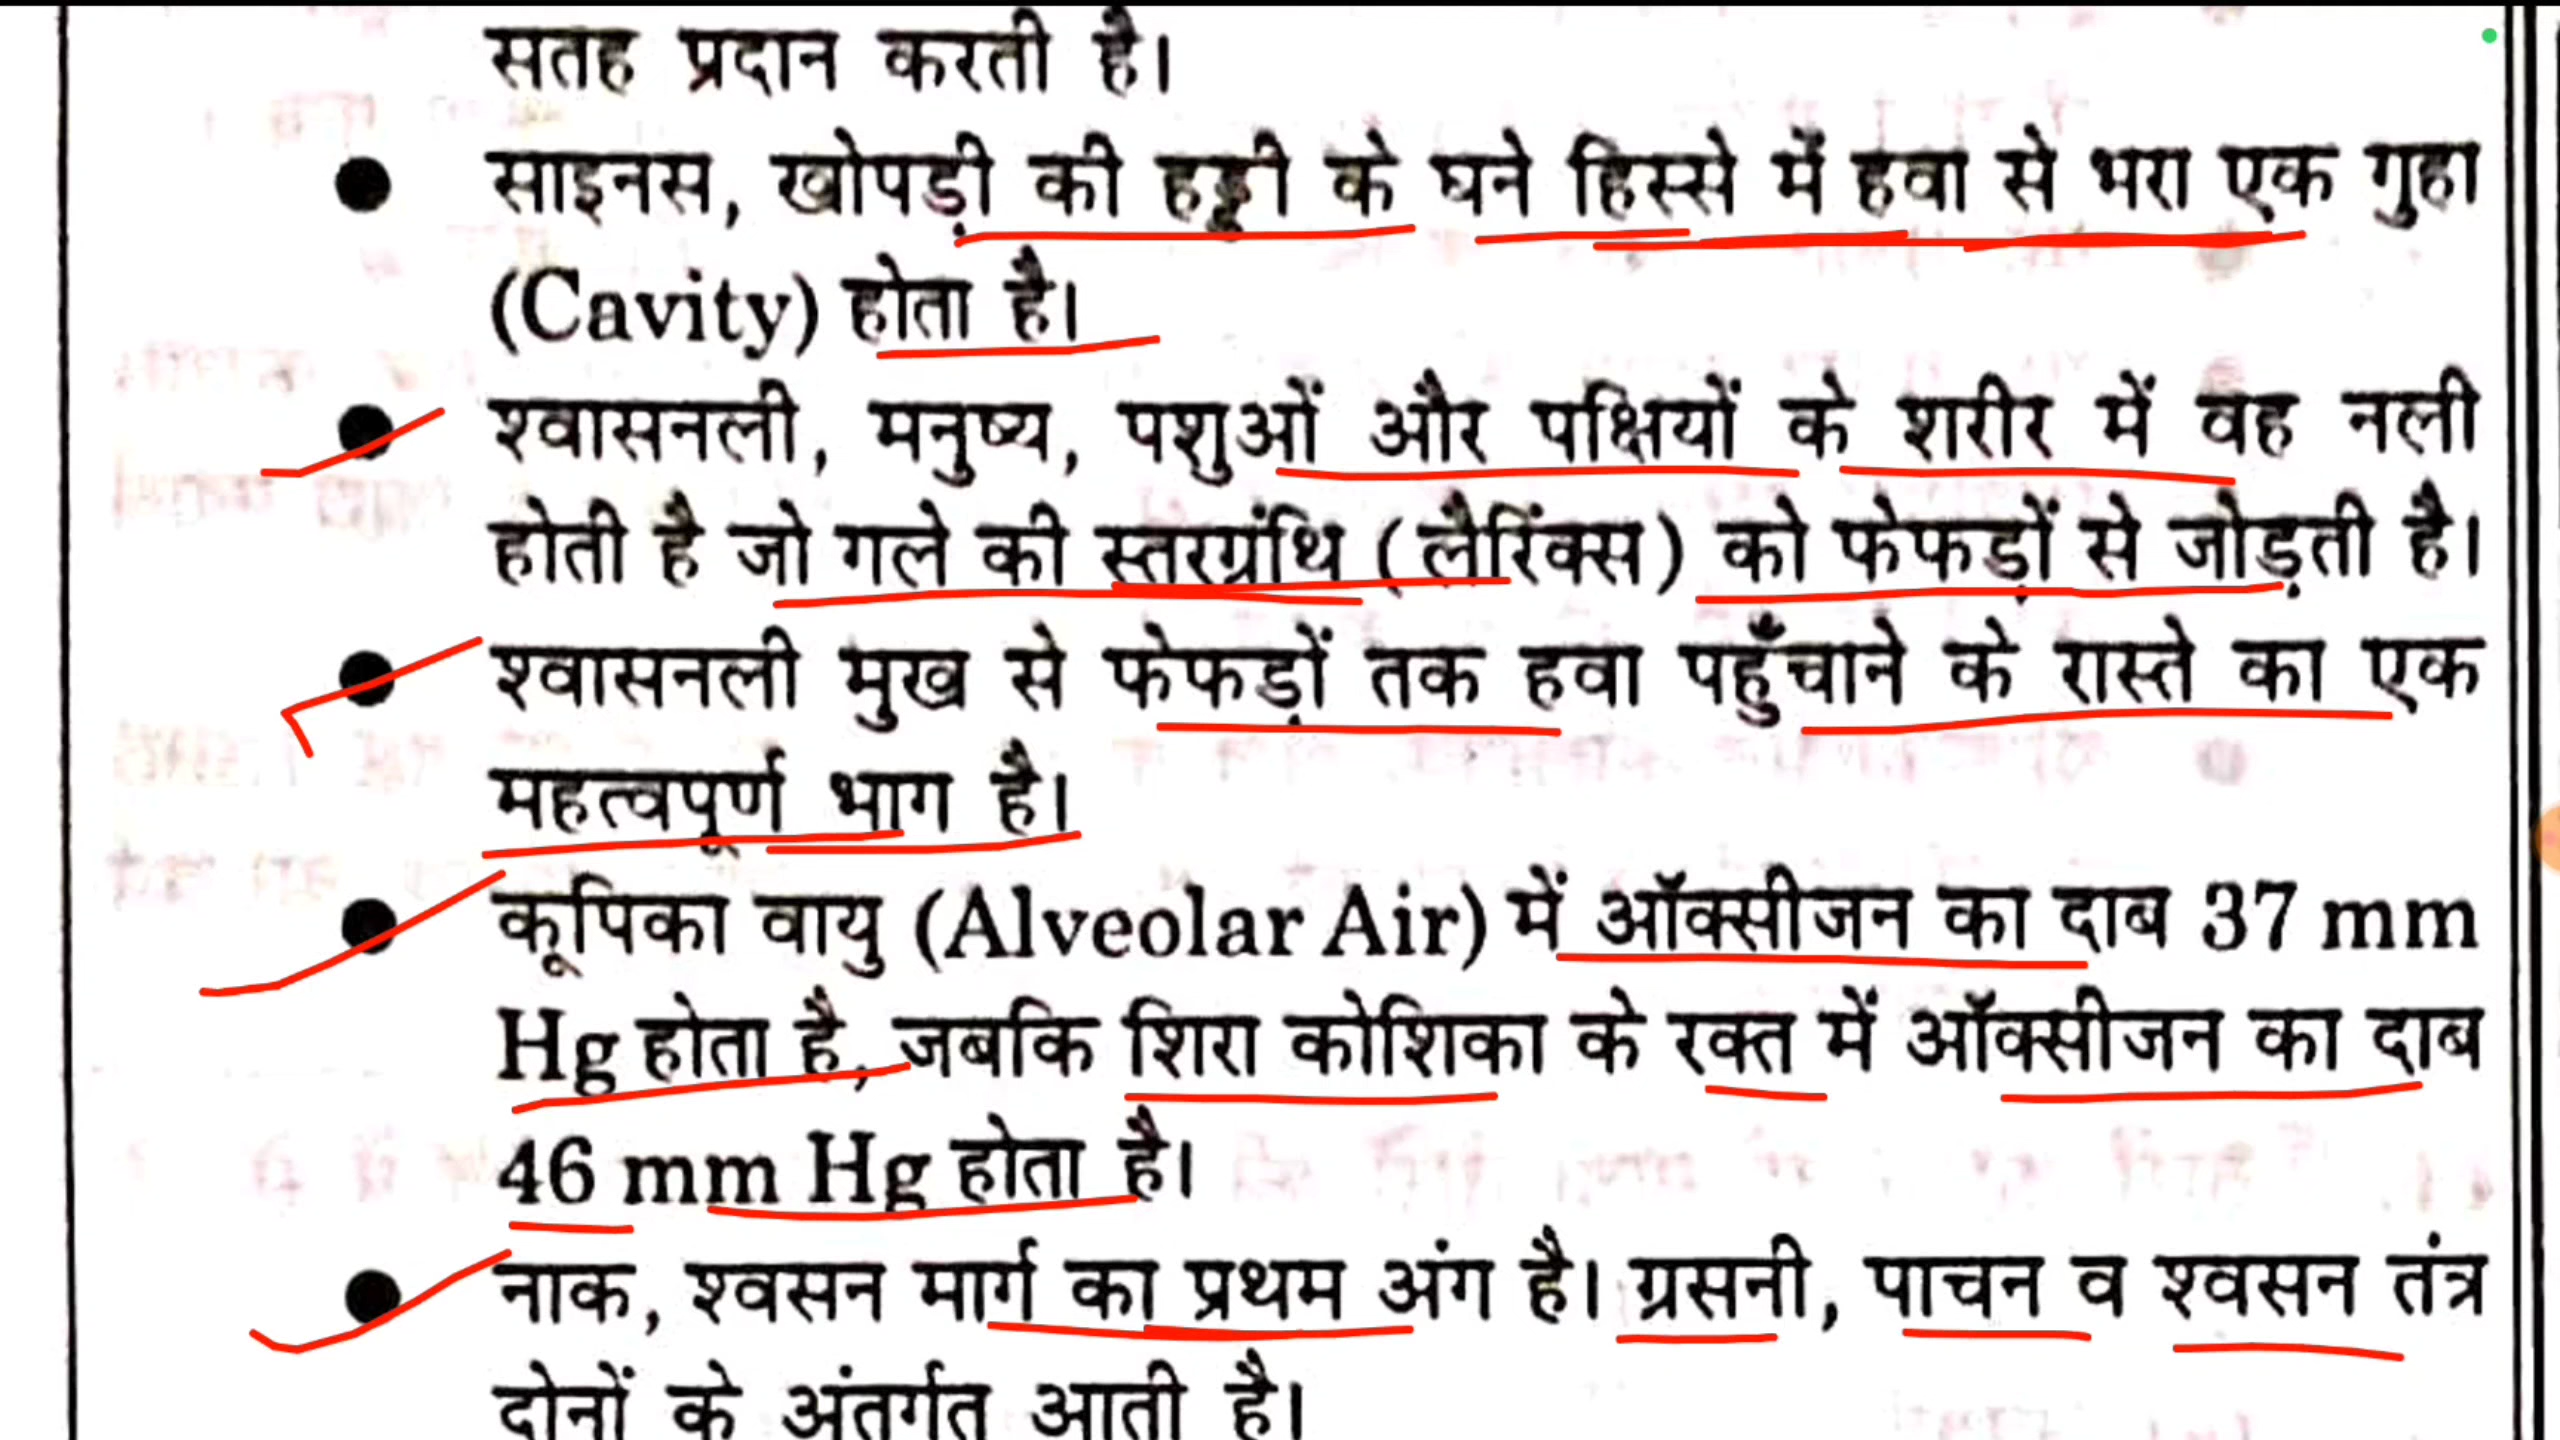 सतह प्रदान करती है।
● साइनस, खोपड़ी की हड्डी के घने हिस्से में हवा से भरा एक गुहा
(Cavity) होता है।
● श्वासनली, मनुष्य, पशुओं और पक्षियों के शरीर में वह नली
होती है जो गले की स्तरग्रंथि (लैरिंक्स) को फेफड़ों से जोड़ती है।
● श्वासनली मुख से फेफड़ों तक हवा पहुँचाने के रास्ते का एक
महत्वपूर्ण भाग है।
● कूपिका वायु (Alveolar Air) में ऑक्सीजन का दाब 37 mm
Hg होता है, जबकि शिरा कोशिका के रक्त में ऑक्सीजन का दाब
46 mm Hg होता है।
● नाक, श्वसन मार्ग का प्रथम अंग है। ग्रसनी, पाचन व श्वसन तंत्र
दोनों के अंतर्गत आती है।